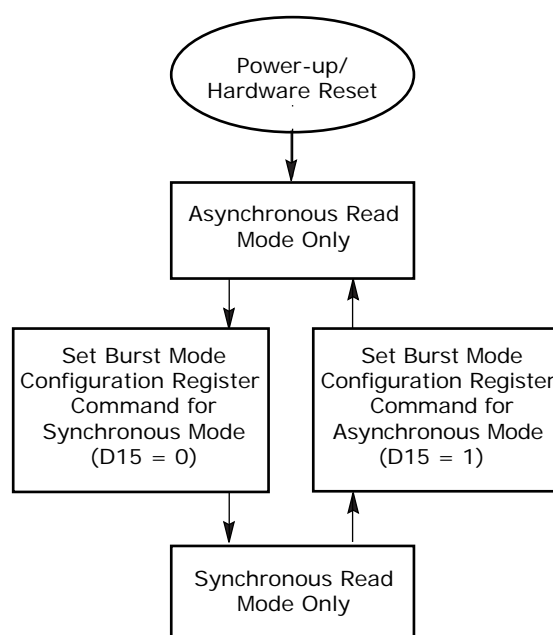 Power-up/
Hardware Reset
Asynchronous Read
Mode Only
Set Burst Mode
Configuration Register
Command for
Synchronous Mode
(D15 = 0)
Set Burst Mode
Configuration Register
Command for
Asynchronous Mode
(D15 = 1)
Synchronous Read
Mode Only